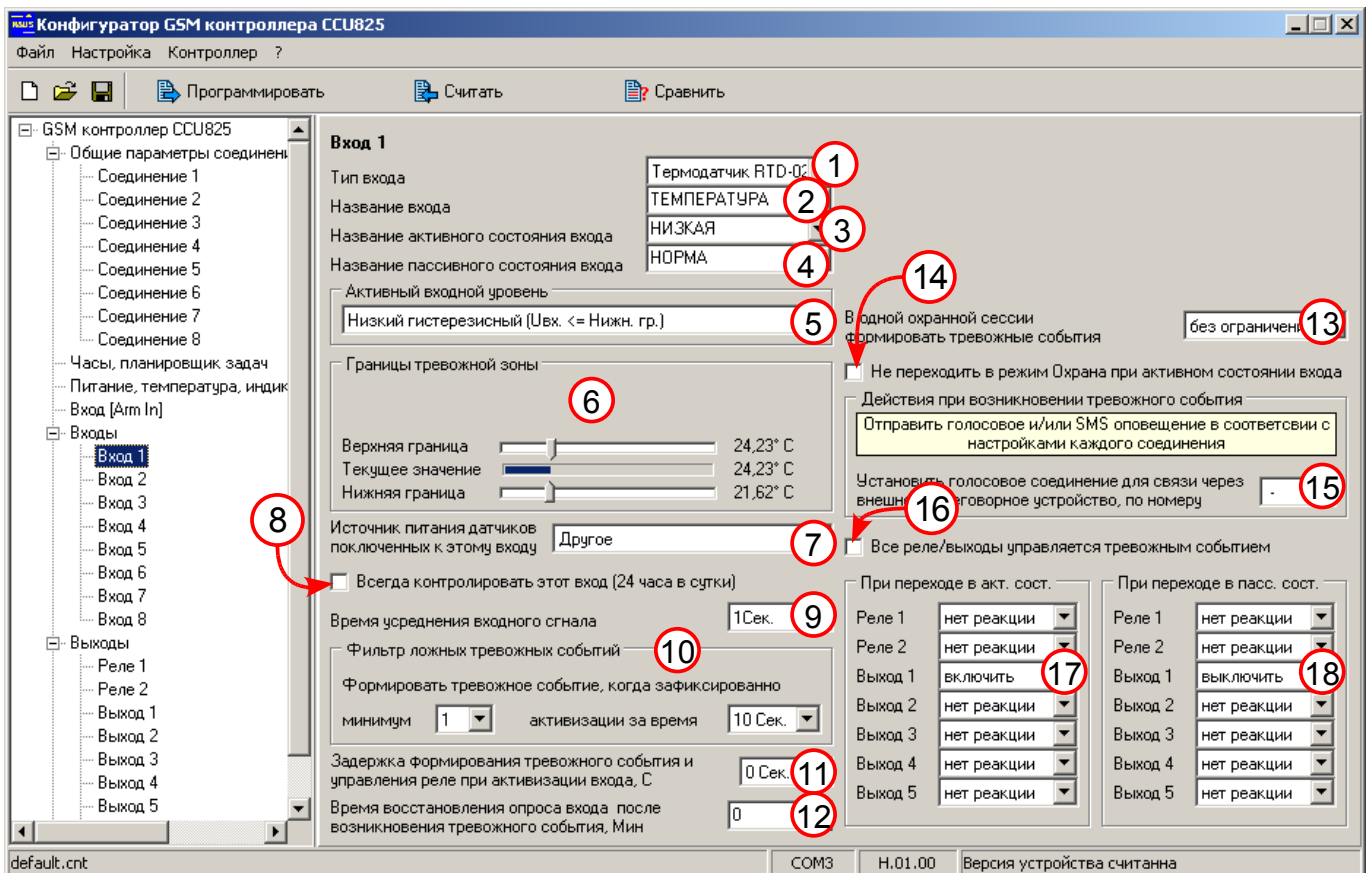 Конфигуратор GSM контроллера CCU825
Файл Настройка Контроллер ?
Программировать Считать Сравнить
GSM контроллер CCU825
Общие параметры соединени
Соединение 1
Соединение 2
Соединение 3
Соединение 4
Соединение 5
Соединение 6
Соединение 7
Соединение 8
Часы, планировщик задач
Питание, температура, индик
Вход [Arm In]
Входы
Вход 1
Вход 2
Вход 3
Вход 4
Вход 5
Вход 6
Вход 7
Вход 8
Выходы
Реле 1
Реле 2
Выход 1
Выход 2
Выход 3
Выход 4
Выход 5
Вход 1
Тип входа Термодатчик RTD-02 1
Название входа ТЕМПЕРАТУРА 2
Название активного состояния входа НИЗКАЯ 3
Название пассивного состояния входа НОРМА 4
Активный входной уровень
Низкий гистерезисный (Uвх. <= Нижн. гр.) 5
Границы тревожной зоны
6
Верхняя граница 24,23° C
Текущее значение 24,23° C
Нижняя граница 21,62° C
Источник питания датчиков
поключенных к этому входу Другое 7
8
Всегда контролировать этот вход (24 часа в сутки)
Время усреднения входного сгнала 1Сек. 9
Фильтр ложных тревожных событий 10
Формировать тревожное событие, когда зафиксированно
минимум 1 активизации за время 10 Сек.
Задержка формирования тревожного события и
управления реле при активизации входа, С 0 Сек. 11
Время восстановления опроса входа после
возникновения тревожного события, Мин 0 12
14
В одной охранной сессии
формировать тревожные события без ограничени 13
Не переходить в режим Охрана при активном состоянии входа
Действия при возникновении тревожного события
Отправить голосовое и/или SMS оповещение в соответсвии с
настройками каждого соединения
Установить голосовое соединение для связи через
внешн еговорное устройство, по номеру - 15
16
Все реле/выходы управляется тревожным событием
При переходе в акт. сост.
Реле 1 нет реакции
Реле 2 нет реакции
Выход 1 включить 17
Выход 2 нет реакции
Выход 3 нет реакции
Выход 4 нет реакции
Выход 5 нет реакции
При переходе в пасс. сост.
Реле 1 нет реакции
Реле 2 нет реакции
Выход 1 выключить 18
Выход 2 нет реакции
Выход 3 нет реакции
Выход 4 нет реакции
Выход 5 нет реакции
default.cnt COM3 H.01.00 Версия устройства считанна